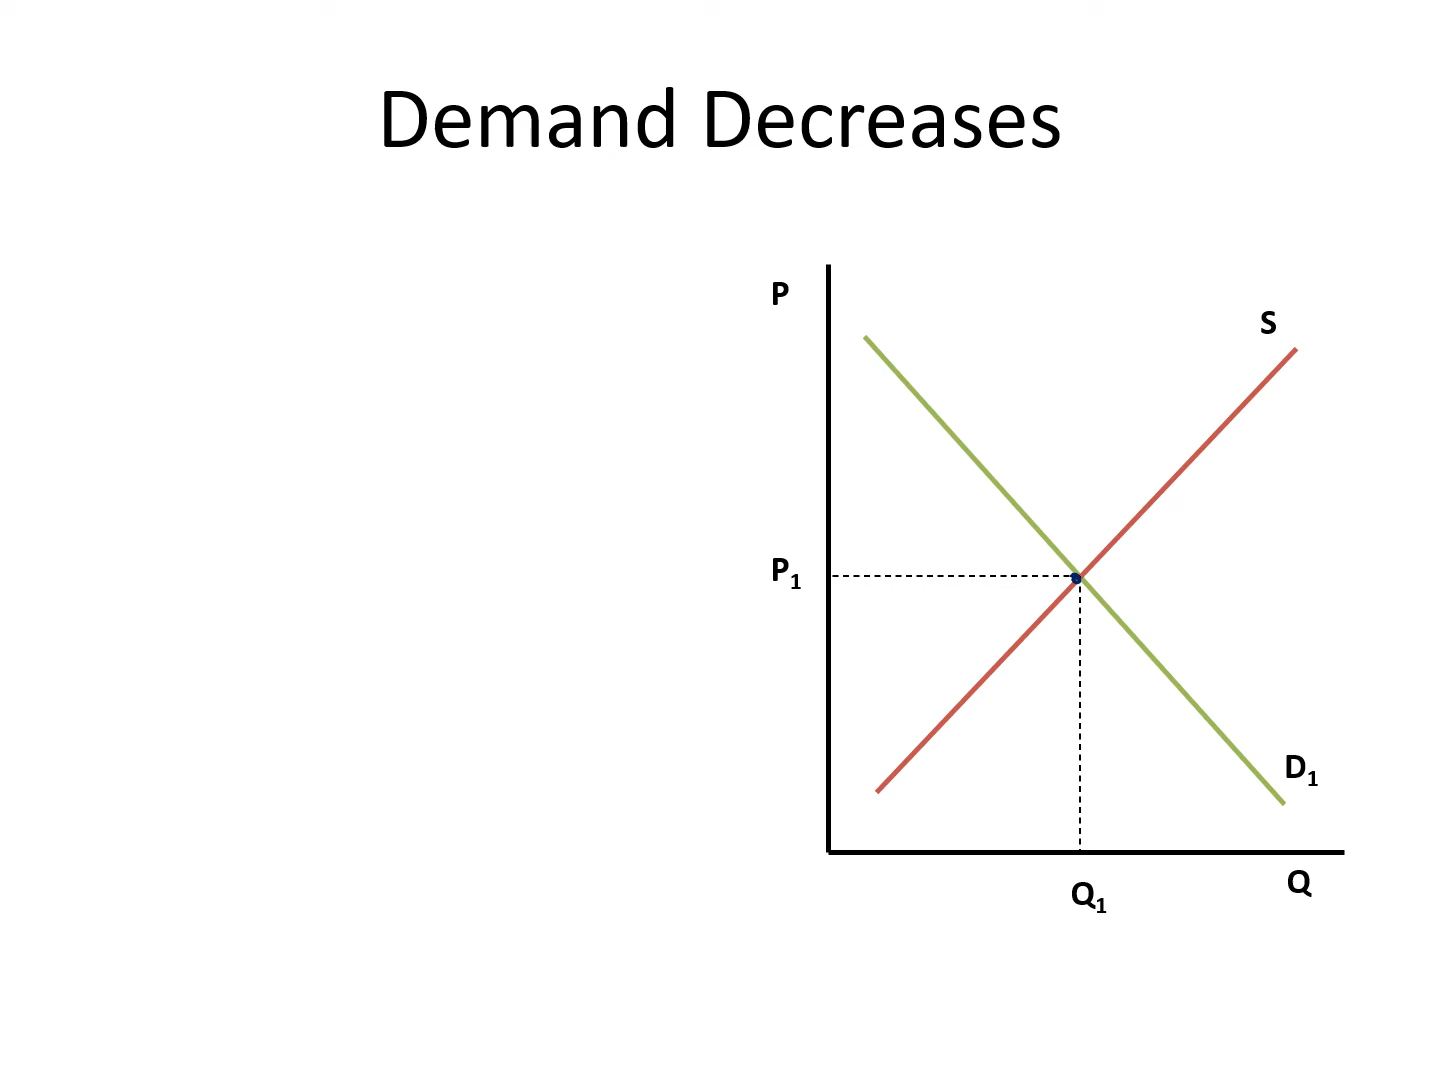 Demand Decreases
P
S
P₁
D₁
Q
Q₁